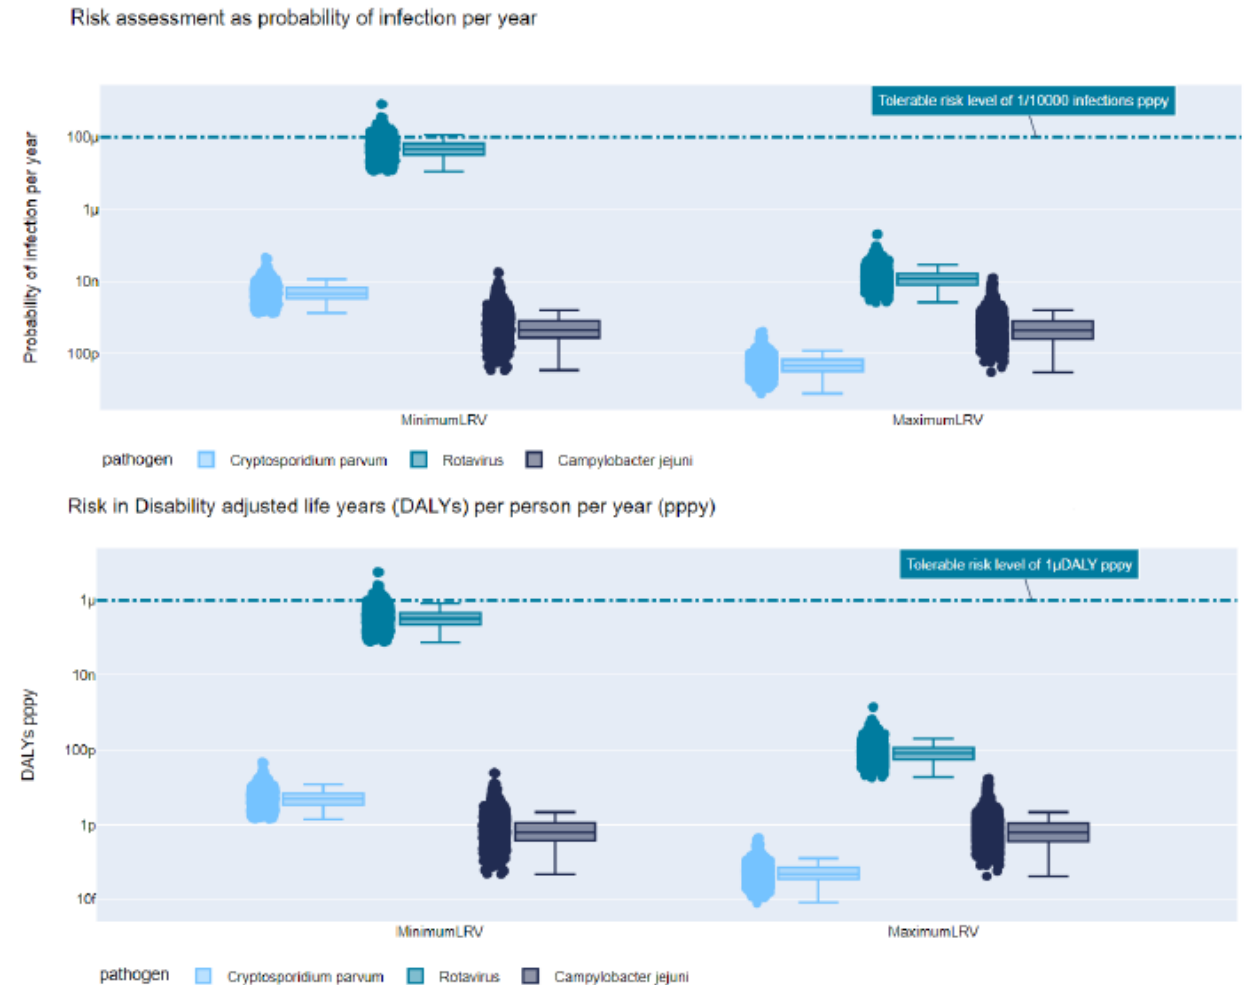 Risk assessment as probability of infection per year
Tolerable risk level of 1/10000 infections pppy
Probability of infection per year
100µ
1µ
10n
100p
MinimumLRV
MaximumLRV
pathogen
Cryptosporidium parvum
Rotavirus
Campylobacter jejuni
Risk in Disability adjusted life years (DALYs) per person per year (pppy)
Tolerable risk level of 1µDALY pppy
DALYs pppy
1µ
10n
100p
1p
10f
MinimumLRV
MaximumLRV
pathogen
Cryptosporidium parvum
Rotavirus
Campylobacter jejuni